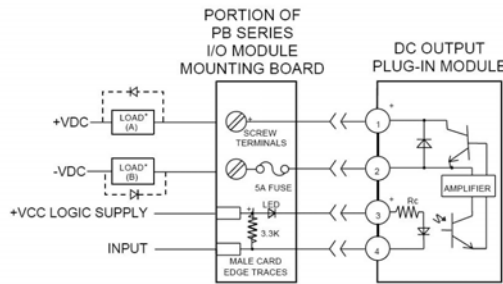 PORTION OF
PB SERIES
I/O MODULE
MOUNTING BOARD
DC OUTPUT
PLUG-IN MODULE
+VDC
LOAD*
(A)
+
SCREW
TERMINALS
+
1
-VDC
LOAD*
(B)
5A FUSE
2
AMPLIFIER
+VCC LOGIC SUPPLY
+
LED
3.3K
+
3
Rc
INPUT
4
MALE CARD
EDGE TRACES